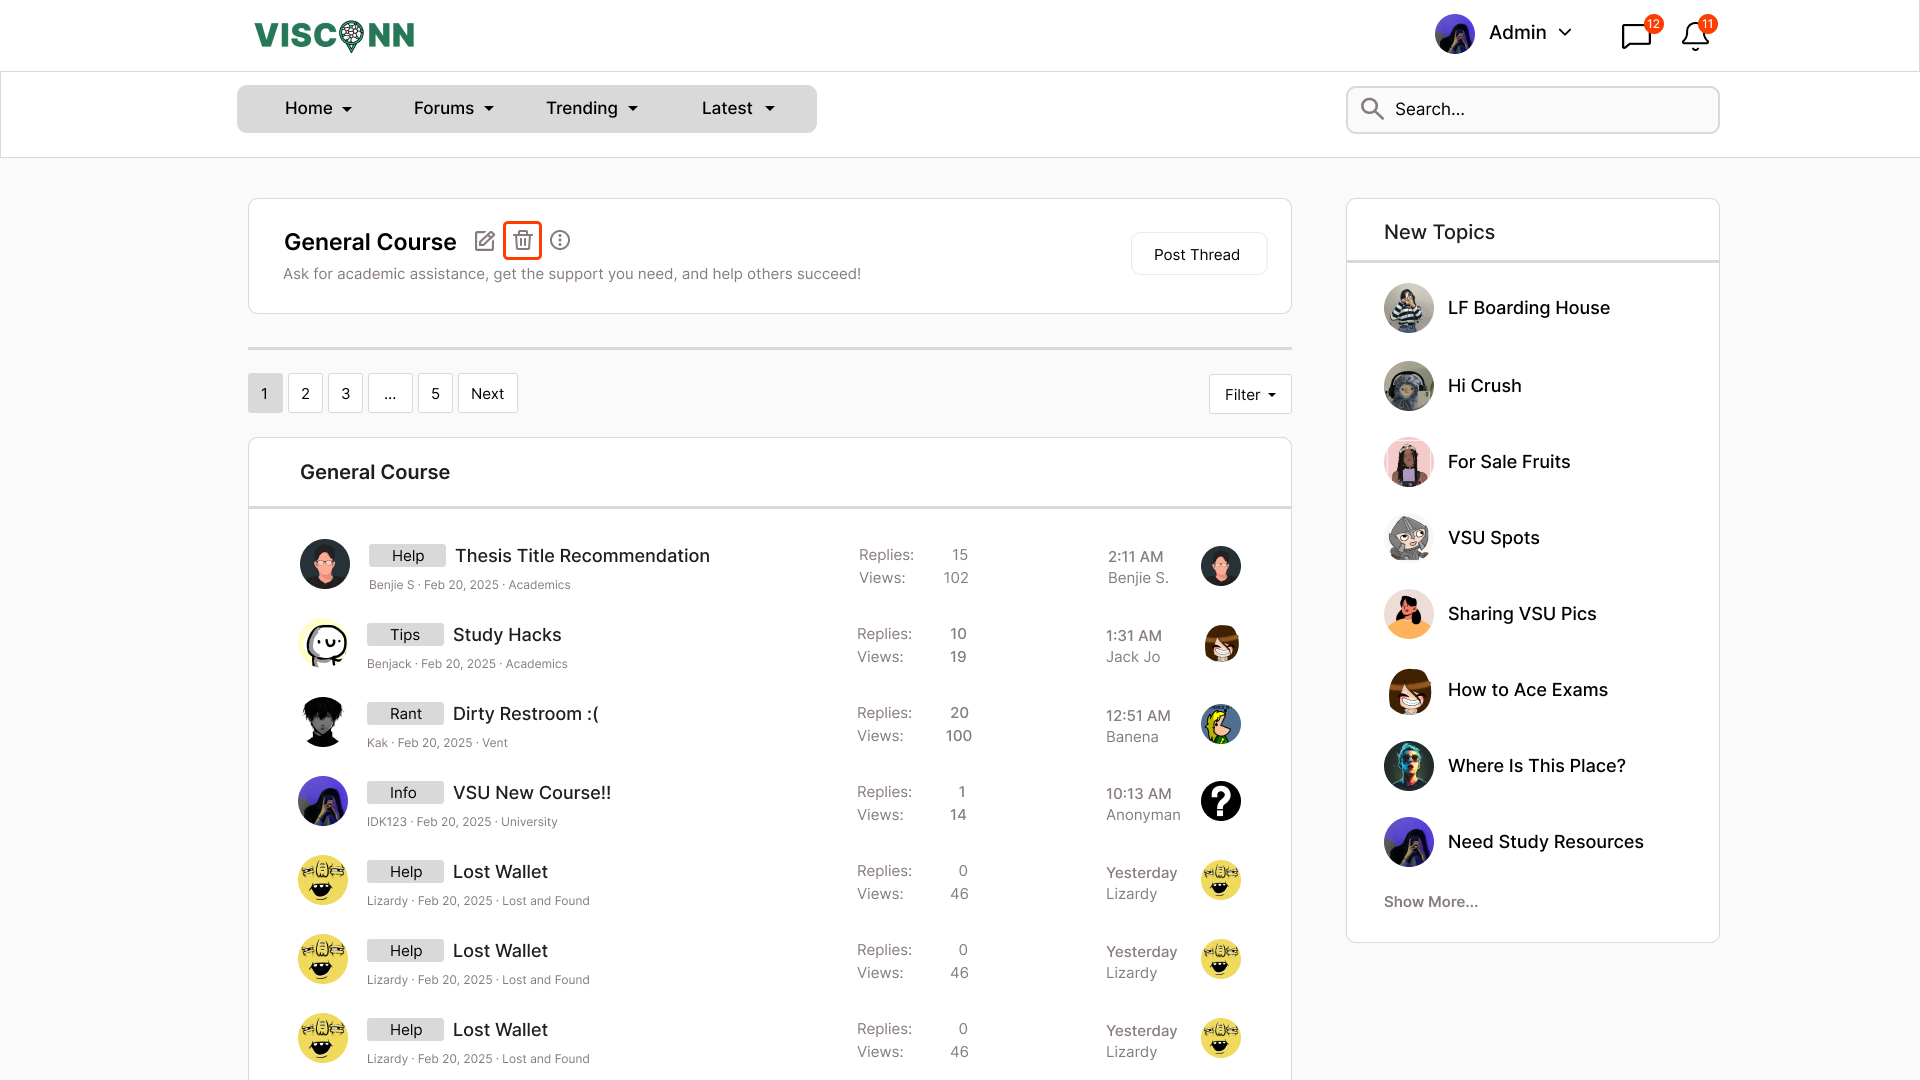 VISCONN
Admin
12
11
Home
Forums
Trending
Latest
Search...
General Course
Ask for academic assistance, get the support you need, and help others succeed!
Post Thread
1 2 3 ... 5 Next
Filter
General Course
Help Thesis Title Recommendation
Benjie S · Feb 20, 2025 · Academics
Replies: 15
Views: 102
2:11 AM
Benjie S.
Tips Study Hacks
Benjack · Feb 20, 2025 · Academics
Replies: 10
Views: 19
1:31 AM
Jack Jo
Rant Dirty Restroom :(
Kak · Feb 20, 2025 · Vent
Replies: 20
Views: 100
12:51 AM
Banena
Info VSU New Course!!
IDK123 · Feb 20, 2025 · University
Replies: 1
Views: 14
10:13 AM
Anonyman
?
Help Lost Wallet
Lizardy · Feb 20, 2025 · Lost and Found
Replies: 0
Views: 46
Yesterday
Lizardy
Help Lost Wallet
Lizardy · Feb 20, 2025 · Lost and Found
Replies: 0
Views: 46
Yesterday
Lizardy
Help Lost Wallet
Lizardy · Feb 20, 2025 · Lost and Found
Replies: 0
Views: 46
Yesterday
Lizardy
New Topics
LF Boarding House
Hi Crush
For Sale Fruits
VSU Spots
Sharing VSU Pics
How to Ace Exams
Where Is This Place?
Need Study Resources
Show More...